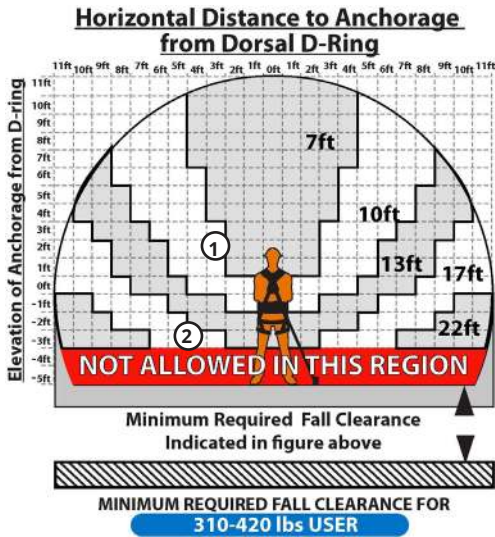 Horizontal Distance to Anchorage
from Dorsal D-Ring
11ft 10ft 9ft 8ft 7ft 6ft 5ft 4ft 3ft 2ft 1ft 0ft 1ft 2ft 3ft 4ft 5ft 6ft 7ft 8ft 9ft 10ft 11ft
Elevation of Anchorage from D-ring
11ft
10ft
9ft
8ft
7ft
6ft
5ft
4ft
3ft
2ft
1ft
0ft
-1ft
-2ft
-3ft
-4ft
-5ft
7ft
10ft
13ft
17ft
22ft
1
2
NOT ALLOWED IN THIS REGION
Minimum Required Fall Clearance
Indicated in figure above
MINIMUM REQUIRED FALL CLEARANCE FOR
310-420 lbs USER